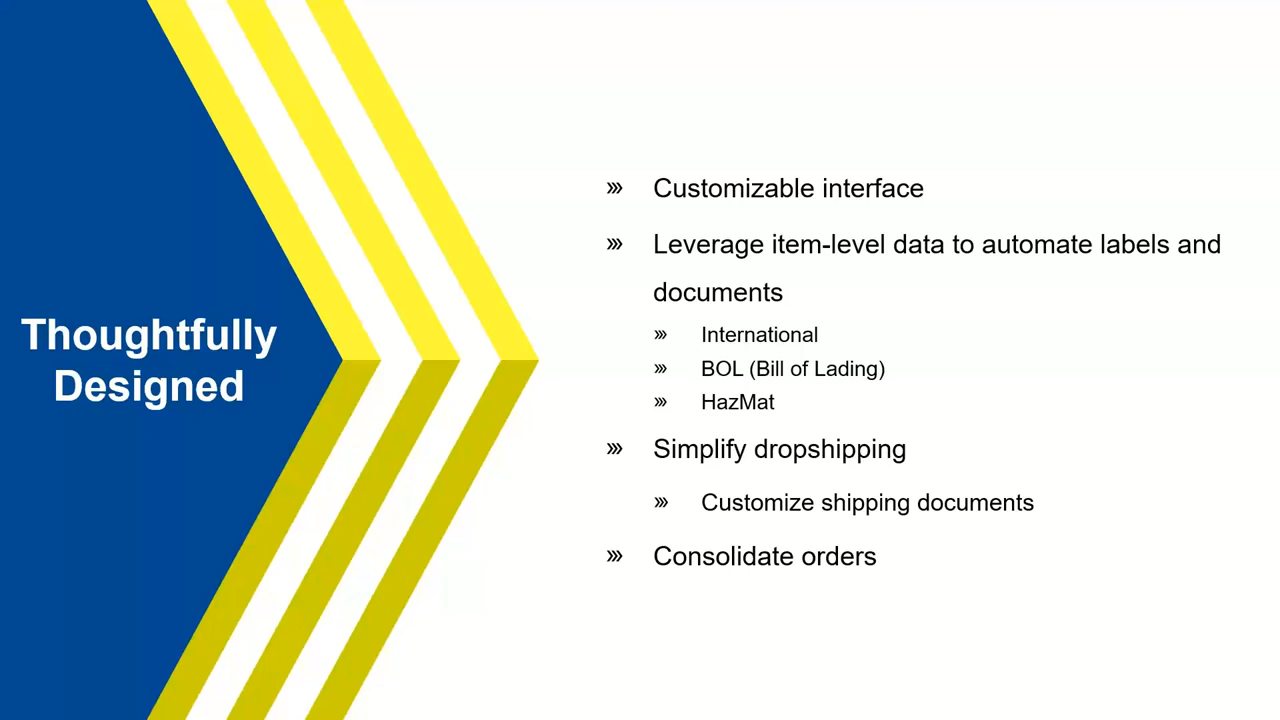 Thoughtfully
Designed
Customizable interface
Leverage item-level data to automate labels and
documents
International
BOL (Bill of Lading)
HazMat
Simplify dropshipping
Customize shipping documents
Consolidate orders